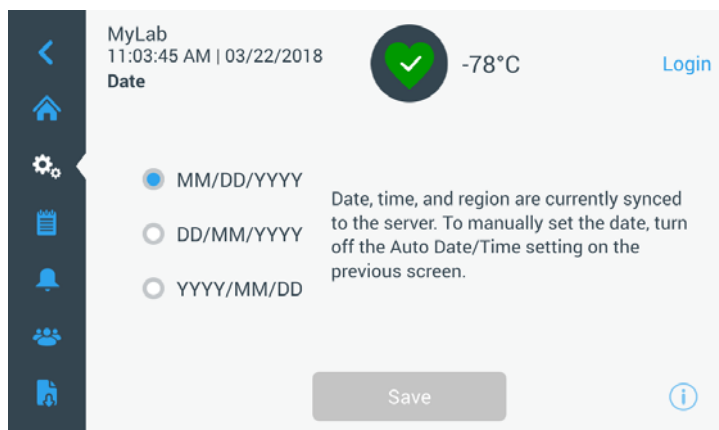 MyLab
11:03:45 AM | 03/22/2018
Date
-78°C
Login
MM/DD/YYYY
DD/MM/YYYY
YYYY/MM/DD
Date, time, and region are currently synced
to the server. To manually set the date, turn
off the Auto Date/Time setting on the
previous screen.
Save
i